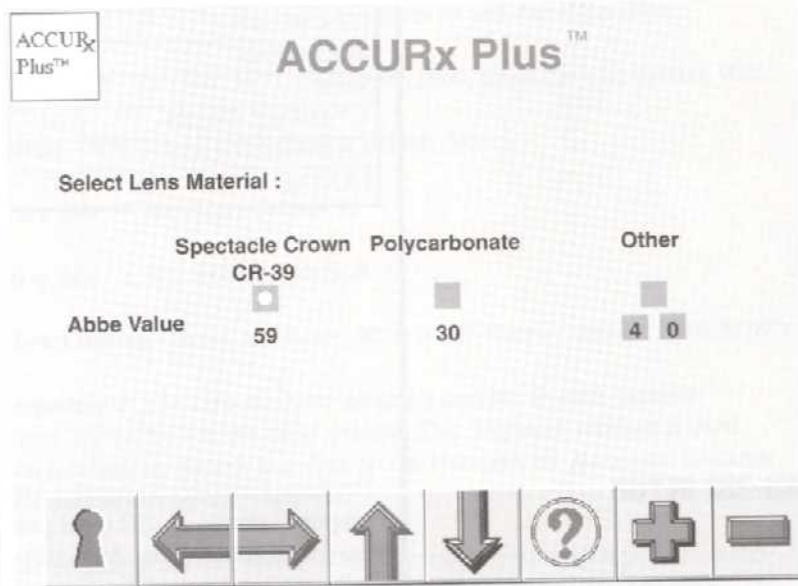 ACCURx
Plus™
ACCURx Plus™
Select Lens Material :
Spectacle Crown Polycarbonate Other
CR-39
Abbe Value 59 30 4 0
?